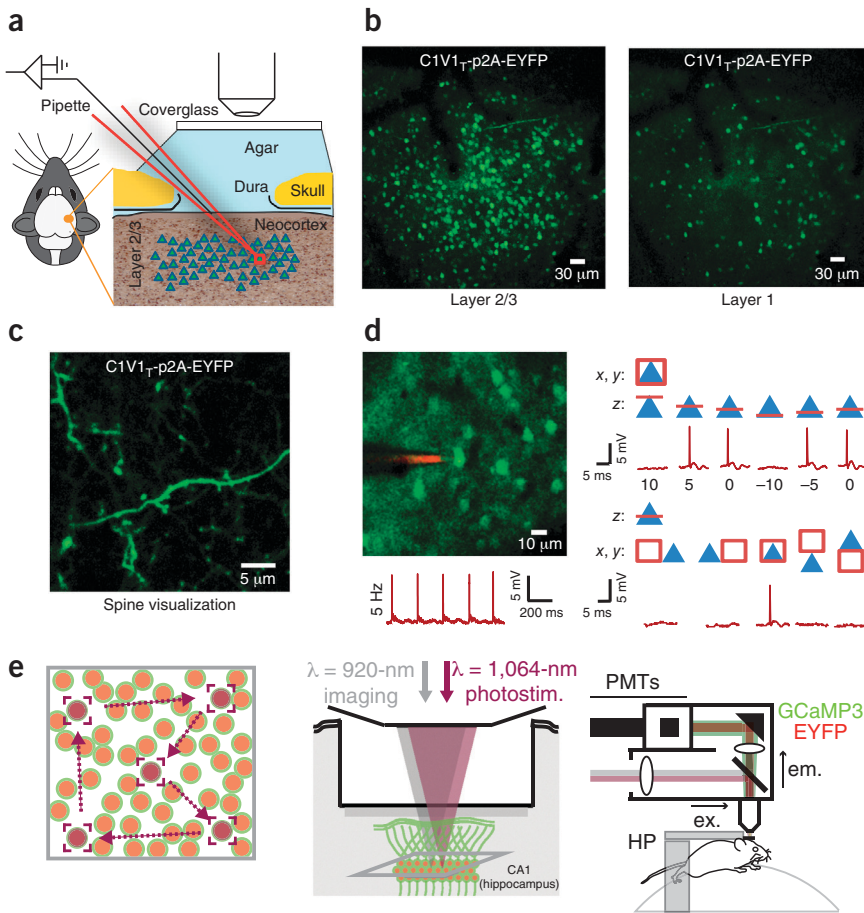 a
Pipette
Coverglass
Agar
Dura
Skull
Neocortex
Layer 2/3
b
C1V1T-p2A-EYFP
30 μm
Layer 2/3
C1V1T-p2A-EYFP
30 μm
Layer 1
c
C1V1T-p2A-EYFP
5 μm
Spine visualization
d
10 μm
5 Hz
5 mV
200 ms
x, y:
z:
5 mV
5 ms
10 5 0 –10 –5 0
z:
x, y:
5 mV
5 ms
e
λ = 920-nm
imaging
λ = 1,064-nm
photostim.
CA1
(hippocampus)
PMTs
GCaMP3
EYFP
em.
ex.
HP